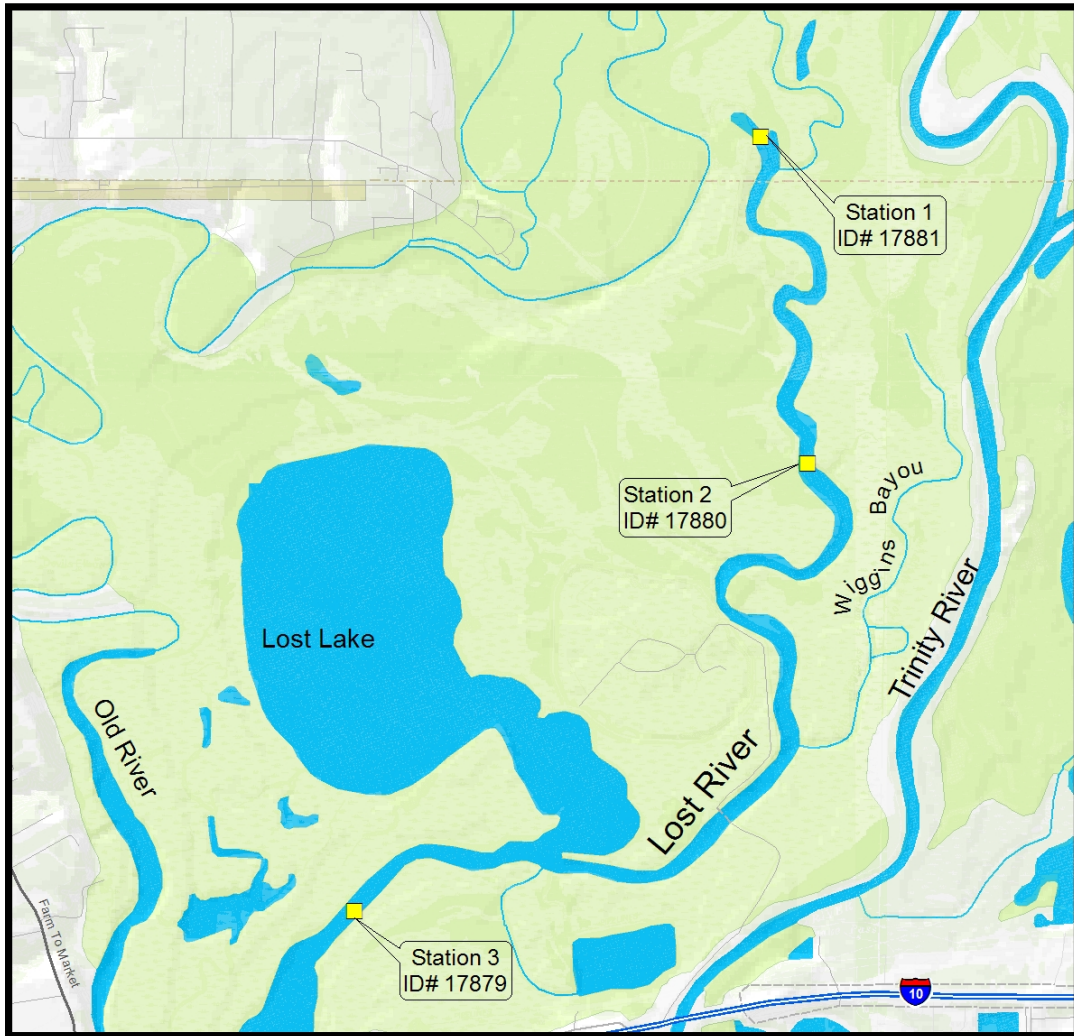 Station 1
ID# 17881
Station 2
ID# 17880
Wiggins Bayou
Trinity River
Lost Lake
Old River
Lost River
Farm To Market
Station 3
ID# 17879
10